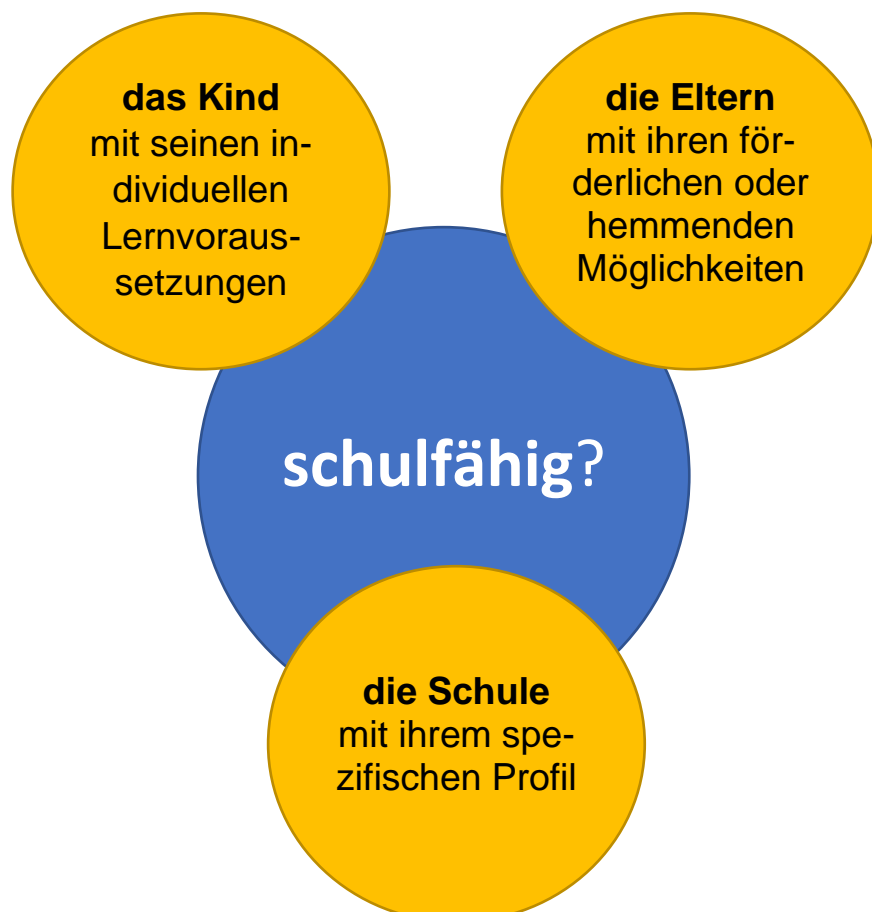 das Kind
mit seinen in-
dividuellen
Lernvoraus-
setzungen
die Eltern
mit ihren för-
derlichen oder
hemmenden
Möglichkeiten
schulfähig?
die Schule
mit ihrem spe-
zifischen Profil